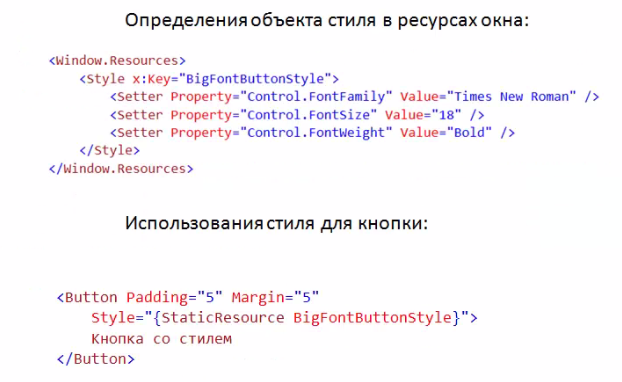 Определения объекта стиля в ресурсах окна:
<Window.Resources>
<Style x:Key="BigFontButtonStyle">
<Setter Property="Control.FontFamily" Value="Times New Roman" />
<Setter Property="Control.FontSize" Value="18" />
<Setter Property="Control.FontWeight" Value="Bold" />
</Style>
</Window.Resources>
Использования стиля для кнопки:
<Button Padding="5" Margin="5"
Style="{StaticResource BigFontButtonStyle}">
Кнопка со стилем
</Button>